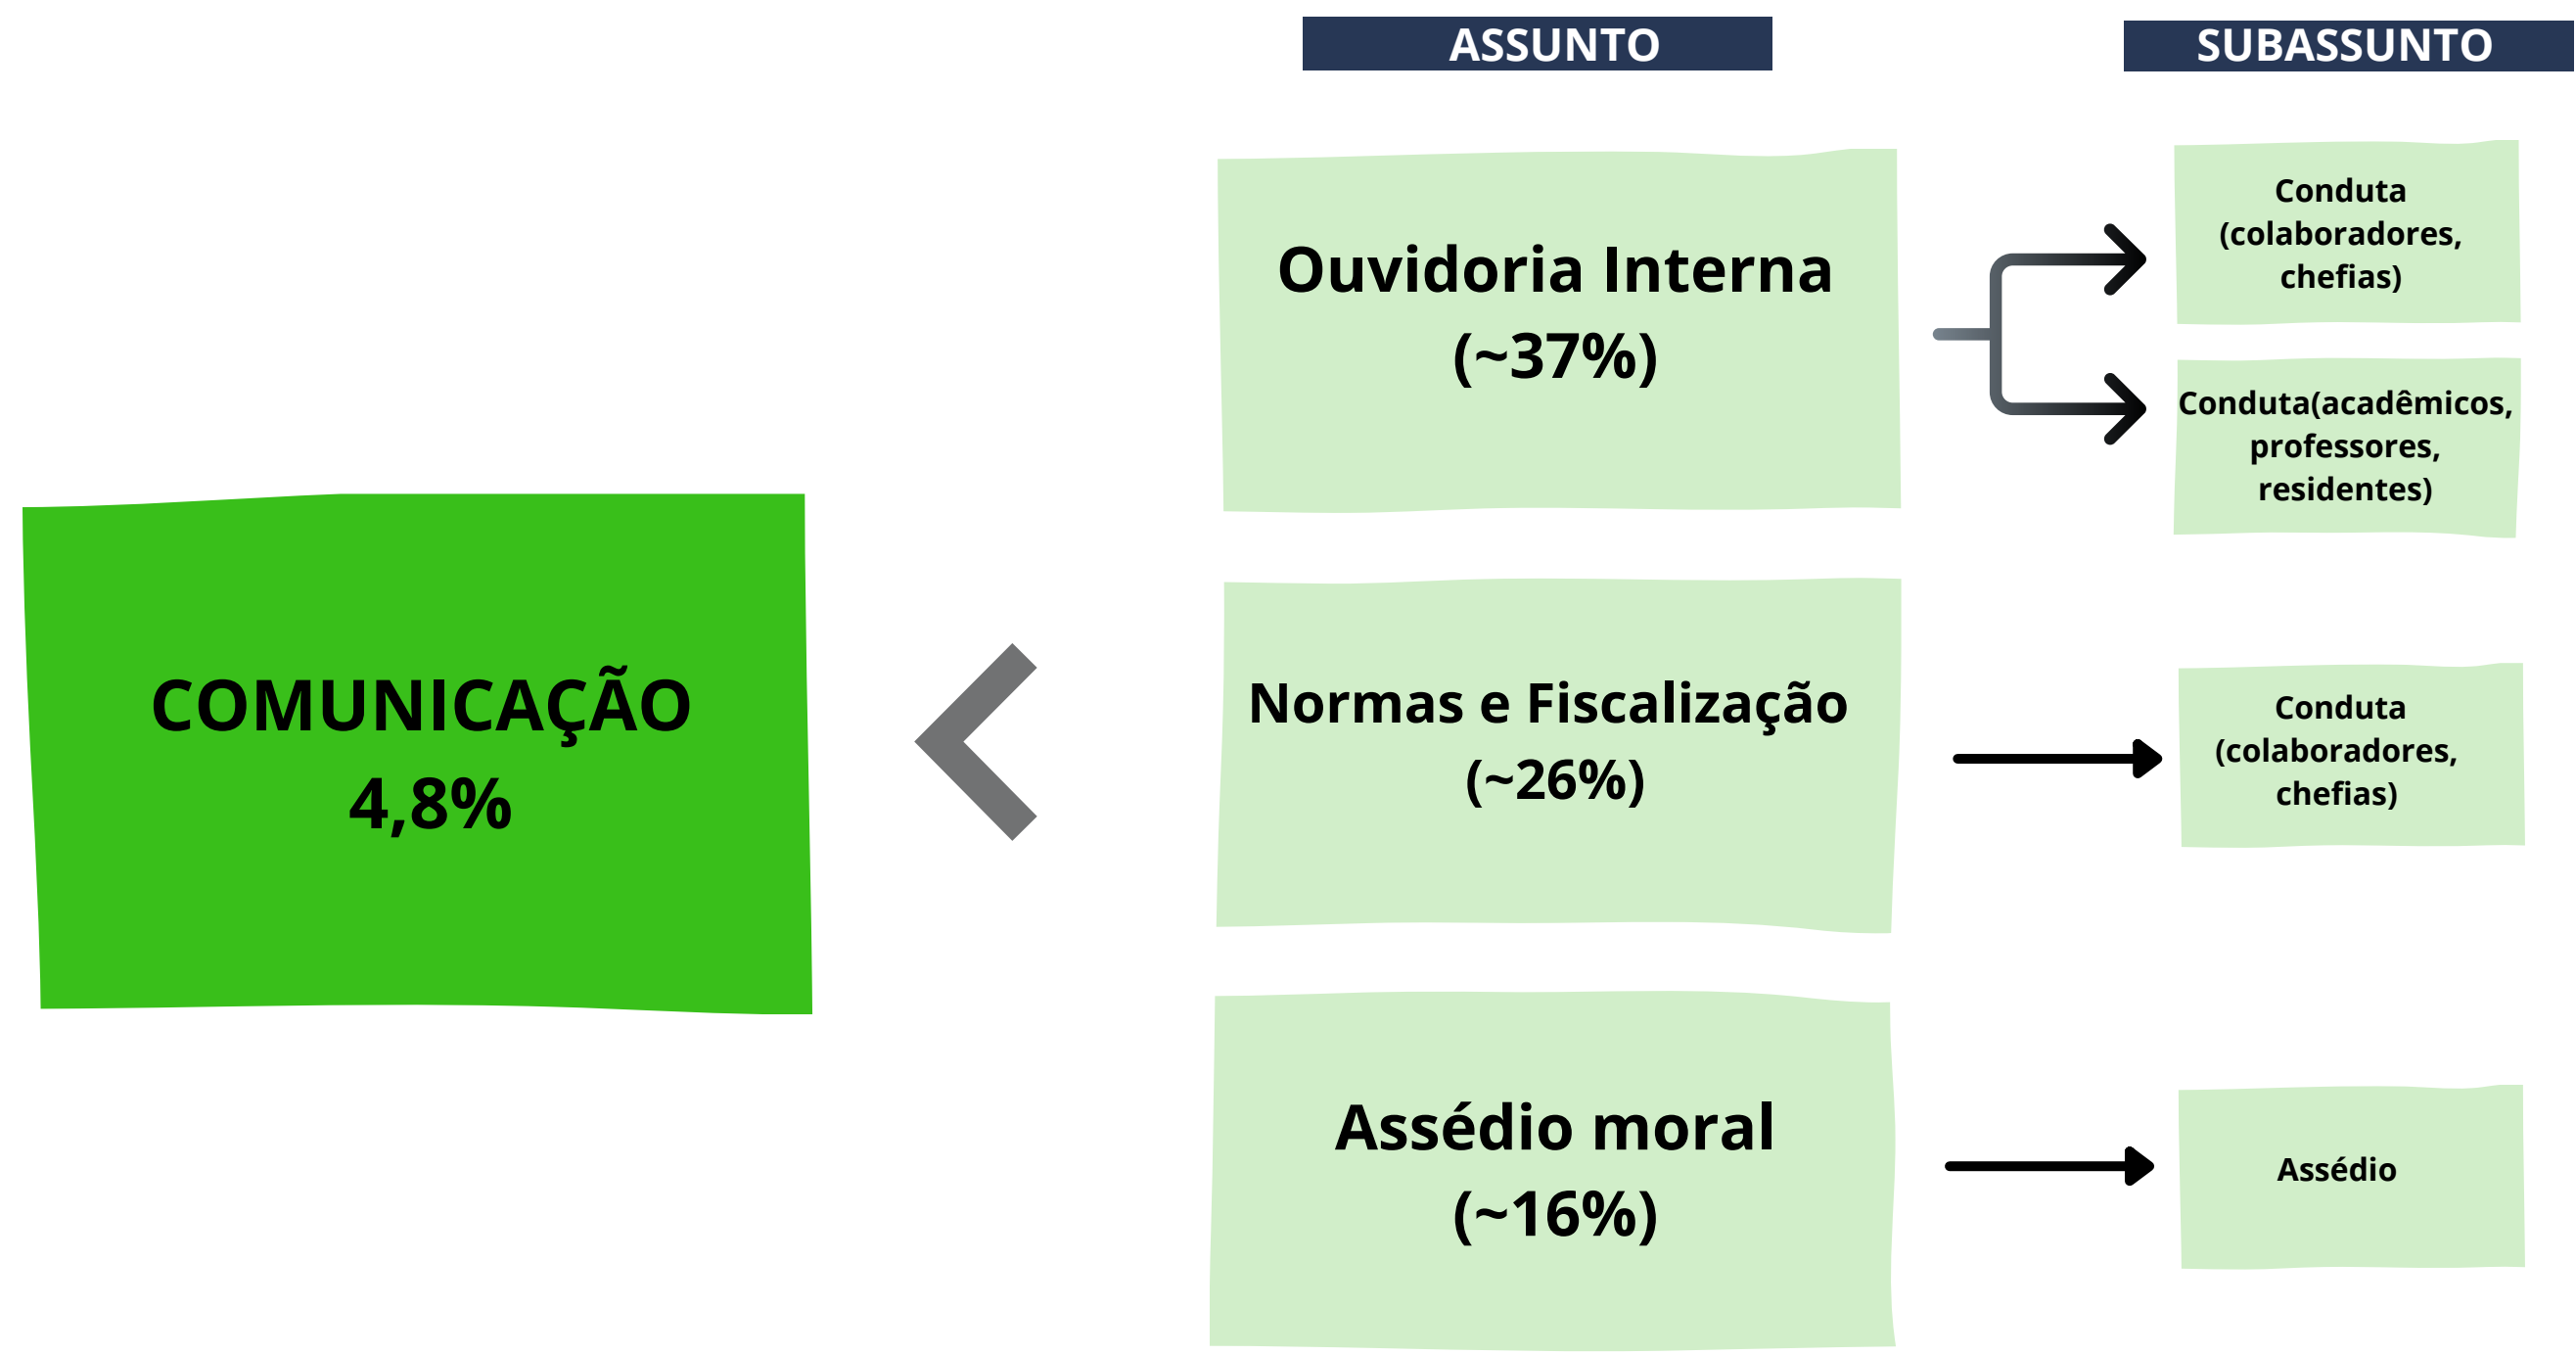 ASSUNTO
SUBASSUNTO
Ouvidoria Interna
(~37%)
Conduta
(colaboradores,
chefias)
Conduta(acadêmicos,
professores,
residentes)
COMUNICAÇÃO
4,8%
Normas e Fiscalização
(~26%)
Conduta
(colaboradores,
chefias)
Assédio moral
(~16%)
Assédio